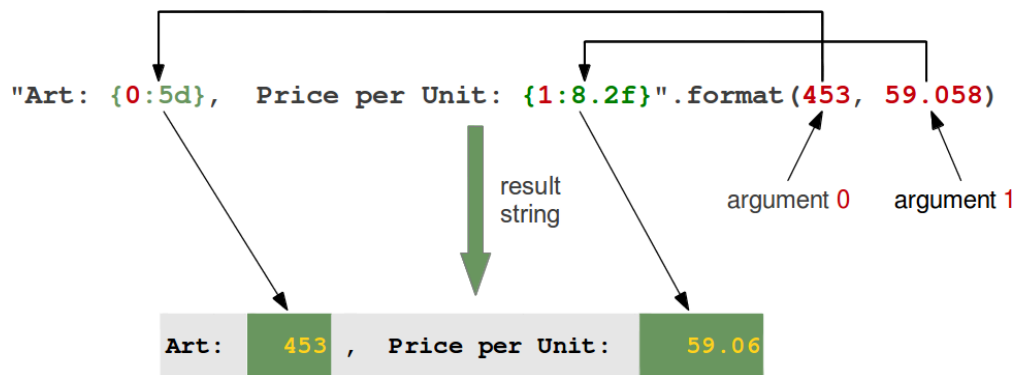 "Art: {0:5d},  Price per Unit: {1:8.2f}".format(453, 59.058)
result
string
argument 0
argument 1
Art:    453 ,  Price per Unit:     59.06